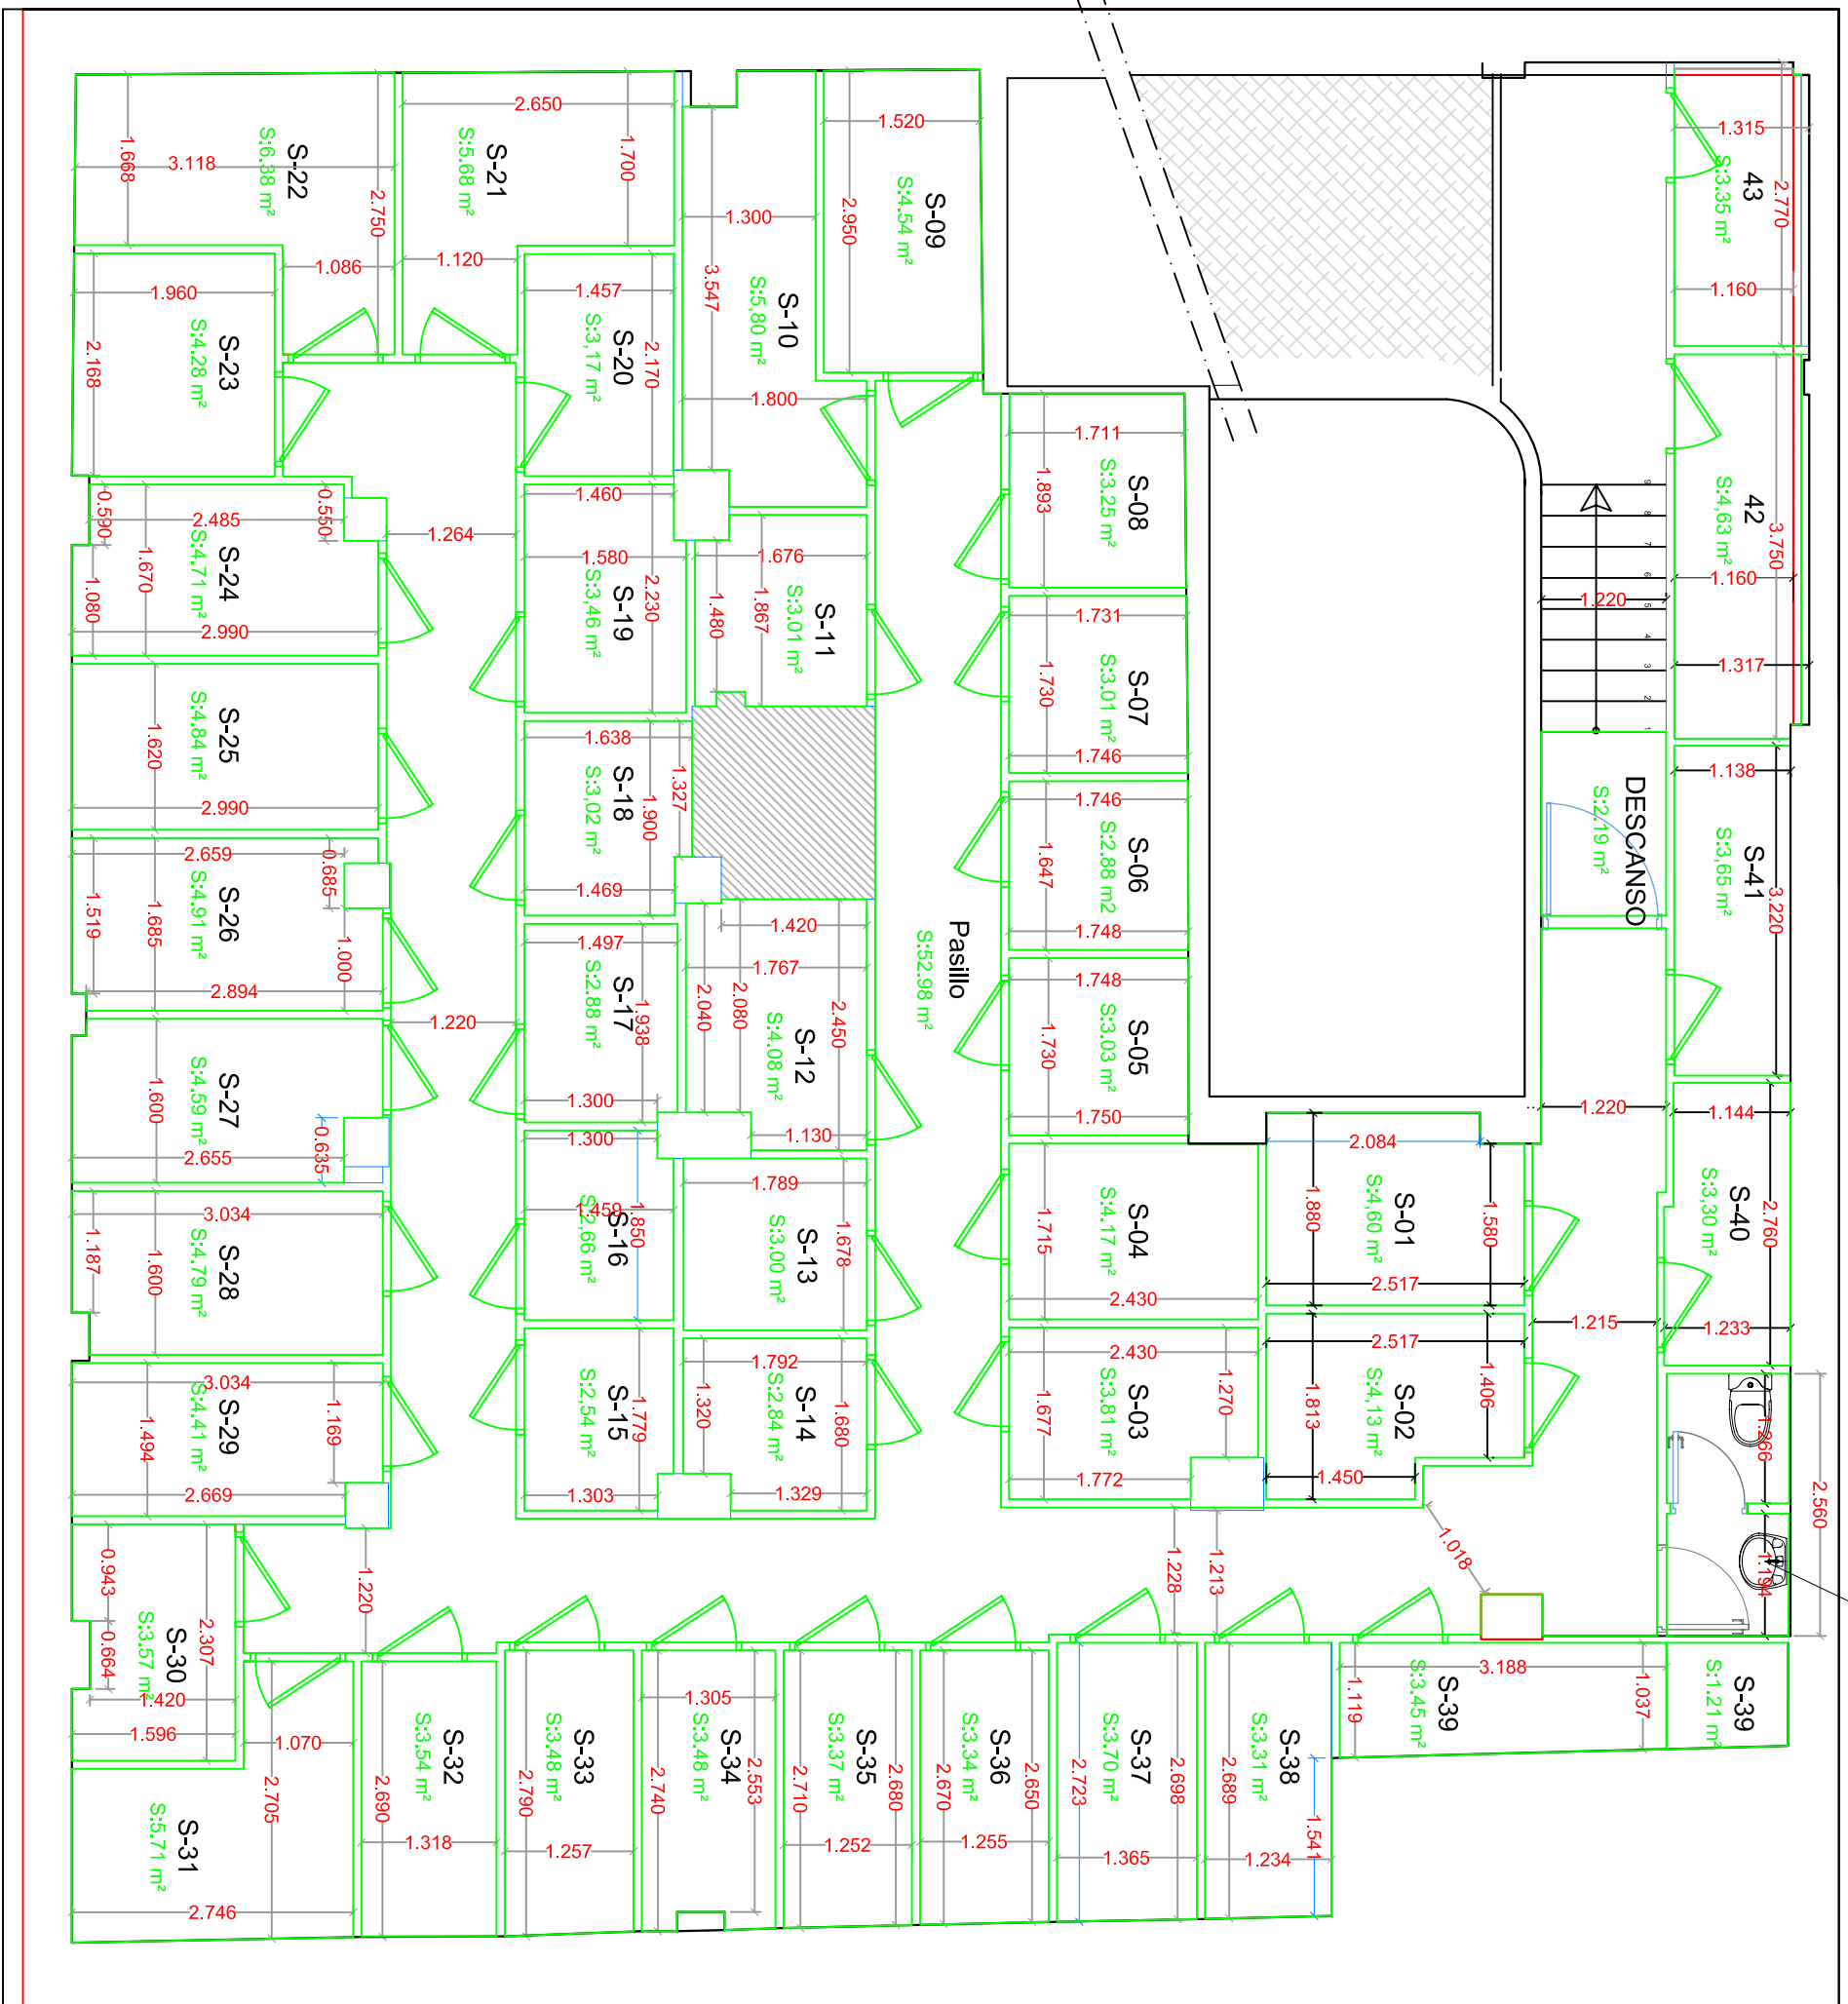 43
S:3.35 m²
1.315
2.770
1.160
42
S:4,63 m²
3.750
1.160
1.317
1.220
9
8
7
6
5
4
3
2
1
DESCANSO
S:2.19 m²
S-41
S:3,65 m²
1.138
3.220
S-40
S:3,30 m²
1.144
2.760
1.233
1.220
1.215
1.266
1.194
2.560
S-39
S:1.21 m²
S-39
S:3.45 m²
3.188
1.037
1.119
S-01
S:4,60 m²
2.084
1.880
1.580
2.517
S-02
S:4,13 m²
2.517
1.406
1.813
1.450
1.018
S-03
S:3.81 m²
2.430
1.270
1.677
1.772
S-04
S:4.17 m²
1.715
2.430
S-05
S:3.03 m²
1.748
1.730
1.750
S-06
S:2.88 m2
1.746
1.647
1.748
S-07
S:3.01 m²
1.731
1.730
1.746
S-08
S:3.25 m²
1.711
1.893
S-09
S:4.54 m²
1.520
2.950
S-10
S:5,80 m²
1.300
3.547
1.800
S-11
S:3.01 m²
1.676
1.867
1.480
Pasillo
S:52.98 m²
S-12
S:4.08 m²
1.420
1.767
2.450
2.080
2.040
1.130
S-13
S:3.00 m²
1.789
1.678
S-14
S:2.84 m²
1.792
1.680
1.320
1.329
S-15
S:2,54 m²
1.779
1.303
S-16
S:2,66 m²
1.300
1.459
1.850
S-17
S:2.88 m²
1.497
1.938
1.300
S-18
S:3,02 m²
1.638
1.327
1.900
1.469
S-19
S:3,46 m²
1.460
1.580
2.230
S-20
S:3,17 m²
1.457
2.170
S-21
S:5.68 m²
2.650
1.700
1.120
S-22
S:6.38 m²
1.668
3.118
2.750
1.086
S-23
S:4.28 m²
1.960
2.168
S-24
S:4.71 m²
0.590
2.485
0.550
1.670
1.080
2.990
1.264
S-25
S:4.84 m²
1.620
2.990
S-26
S:4.91 m²
2.659
0.685
1.519
1.685
1.000
2.894
1.220
S-27
S:4.59 m²
1.600
2.655
0.635
S-28
S:4.79 m²
3.034
1.187
1.600
S-29
S:4.41 m²
3.034
1.169
1.494
2.669
S-30
S:3.57 m²
0.943
2.307
0.664
1.420
1.596
1.220
S-31
S:5.71 m²
1.070
2.705
2.746
S-32
S:3.54 m²
2.690
1.318
S-33
S:3.48 m²
2.790
1.257
S-34
S:3.48 m²
1.305
2.553
2.740
S-35
S:3.37 m²
2.710
2.680
1.252
S-36
S:3.34 m²
2.670
2.650
1.255
S-37
S:3.70 m²
2.723
2.698
1.365
S-38
S:3.31 m²
2.689
1.541
1.234
1.228
1.213